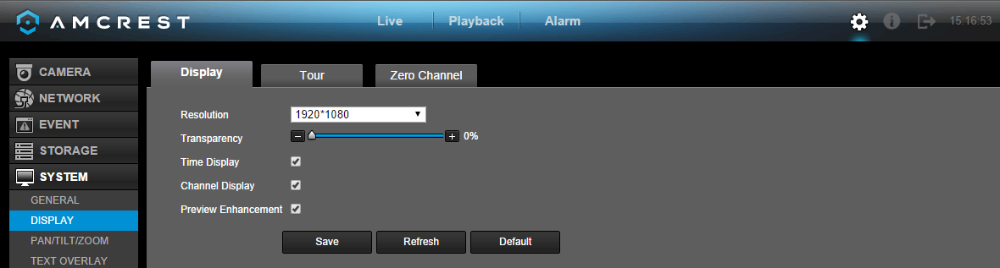 AMCREST Live Playback Alarm 15:16:53
CAMERA
NETWORK
EVENT
STORAGE
SYSTEM
GENERAL
DISPLAY
PAN/TILT/ZOOM
TEXT OVERLAY
Display Tour Zero Channel
Resolution 1920*1080
Transparency 0%
Time Display
Channel Display
Preview Enhancement
Save Refresh Default